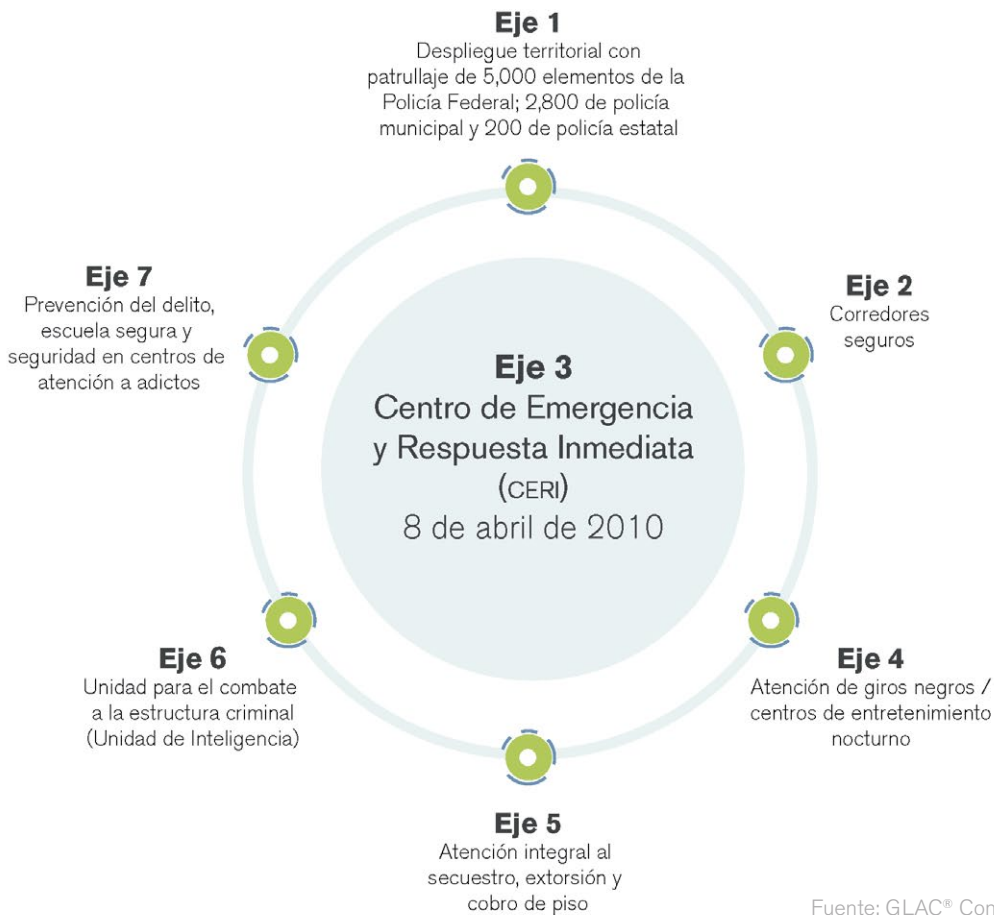 Eje 1
Despliegue territorial con
patrullaje de 5,000 elementos de la
Policía Federal; 2,800 de policía
municipal y 200 de policía estatal
Eje 2
Corredores
seguros
Eje 3
Centro de Emergencia
y Respuesta Inmediata
(CERI)
8 de abril de 2010
Eje 4
Atención de giros negros /
centros de entretenimiento
nocturno
Eje 5
Atención integral al
secuestro, extorsión y
cobro de piso
Eje 6
Unidad para el combate
a la estructura criminal
(Unidad de Inteligencia)
Eje 7
Prevención del delito,
escuela segura y
seguridad en centros de
atención a adictos
Fuente: GLAC® Con